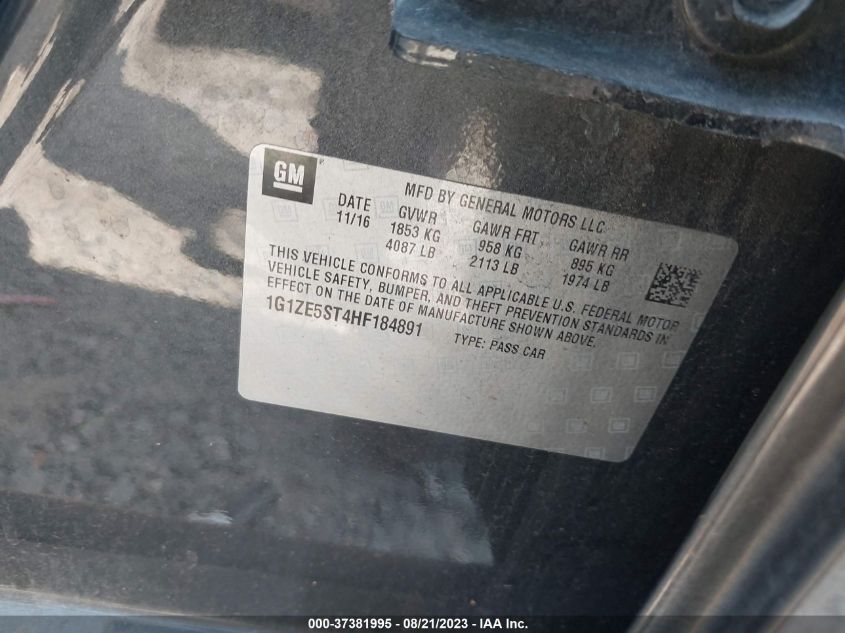 GM
MFD BY GENERAL MOTORS LLC
DATE GVWR GAWR FRT GAWR RR
11/16 1853 KG 958 KG 895 KG
4087 LB 2113 LB 1974 LB
THIS VEHICLE CONFORMS TO ALL APPLICABLE U.S. FEDERAL MOTOR
VEHICLE SAFETY, BUMPER, AND THEFT PREVENTION STANDARDS IN
EFFECT ON THE DATE OF MANUFACTURE SHOWN ABOVE.
1G1ZE5ST4HF184891 TYPE: PASS CAR
000-37381995 / 08/21/2023 - IAA Inc.